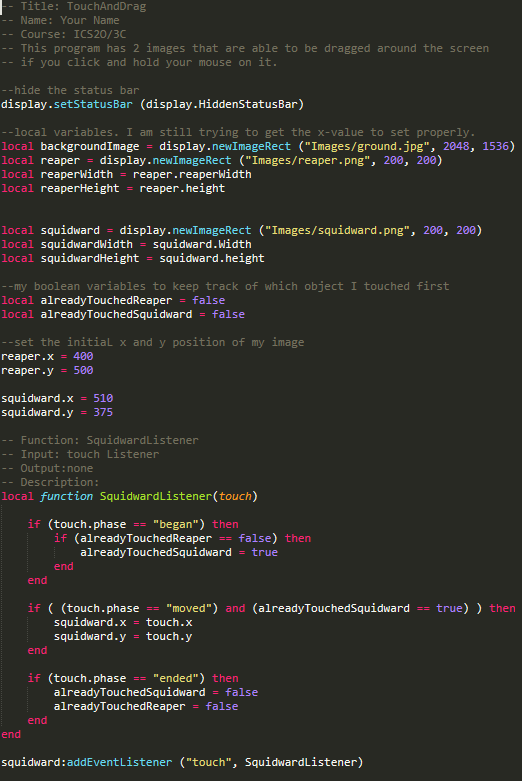 -- Title: TouchAndDrag
-- Name: Your Name
-- Course: ICS2O/3C
-- This program has 2 images that are able to be dragged around the screen
-- if you click and hold your mouse on it.
--hide the status bar
display.setStatusBar (display.HiddenStatusBar)
--local variables. I am still trying to get the x-value to set properly.
local backgroundImage = display.newImageRect ("Images/ground.jpg", 2048, 1536)
local reaper = display.newImageRect ("Images/reaper.png", 200, 200)
local reaperWidth = reaper.reaperWidth
local reaperHeight = reaper.height
local squidward = display.newImageRect ("Images/squidward.png", 200, 200)
local squidwardWidth = squidward.Width
local squidwardHeight = squidward.height
--my boolean variables to keep track of which object I touched first
local alreadyTouchedReaper = false
local alreadyTouchedSquidward = false
--set the initiaL x and y position of my image
reaper.x = 400
reaper.y = 500
squidward.x = 510
squidward.y = 375
-- Function: SquidwardListener
-- Input: touch Listener
-- Output:none
-- Description:
local function SquidwardListener(touch)
if (touch.phase == "began") then
if (alreadyTouchedReaper == false) then
alreadyTouchedSquidward = true
end
end
if ( (touch.phase == "moved") and (alreadyTouchedSquidward == true) ) then
squidward.x = touch.x
squidward.y = touch.y
end
if (touch.phase == "ended") then
alreadyTouchedSquidward = false
alreadyTouchedReaper = false
end
end
squidward:addEventListener ("touch", SquidwardListener)